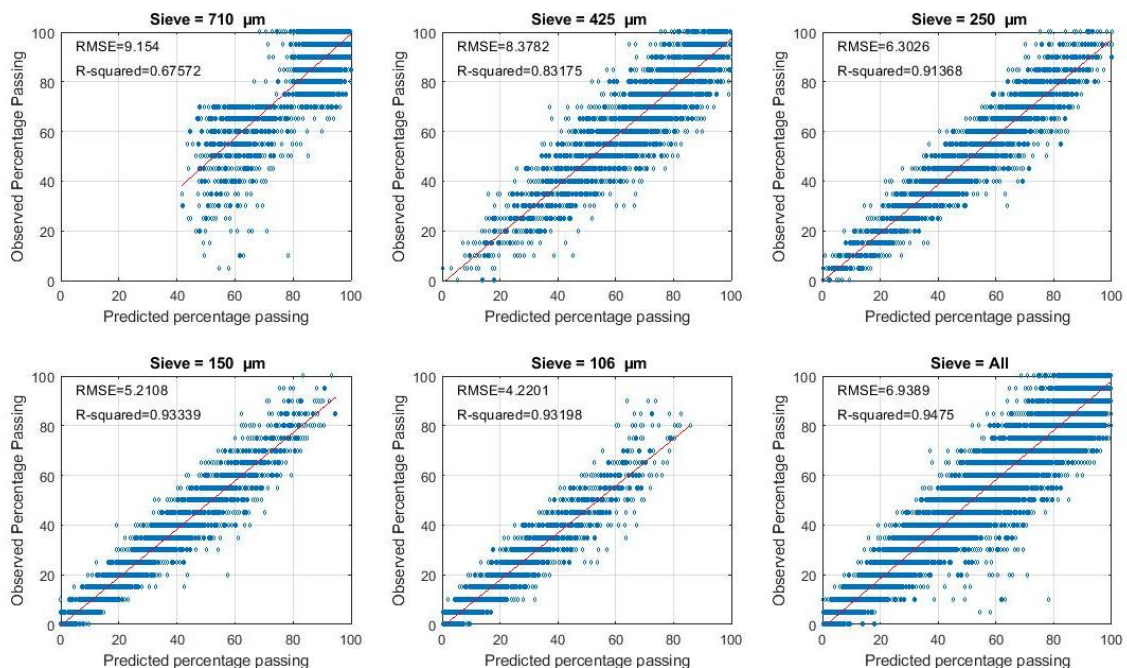 Sieve = 710 µm
RMSE=9.154
R-squared=0.67572
100
80
60
40
20
0
0 20 40 60 80 100
Observed Percentage Passing
Predicted percentage passing
Sieve = 425 µm
RMSE=8.3782
R-squared=0.83175
100
80
60
40
20
0
0 20 40 60 80 100
Observed Percentage Passing
Predicted percentage passing
Sieve = 250 µm
RMSE=6.3026
R-squared=0.91368
100
80
60
40
20
0
0 20 40 60 80 100
Observed Percentage Passing
Predicted percentage passing
Sieve = 150 µm
RMSE=5.2108
R-squared=0.93339
100
80
60
40
20
0
0 20 40 60 80 100
Observed Percentage Passing
Predicted percentage passing
Sieve = 106 µm
RMSE=4.2201
R-squared=0.93198
100
80
60
40
20
0
0 20 40 60 80 100
Observed Percentage Passing
Predicted percentage passing
Sieve = All
RMSE=6.9389
R-squared=0.9475
100
80
60
40
20
0
0 20 40 60 80 100
Observed Percentage Passing
Predicted percentage passing